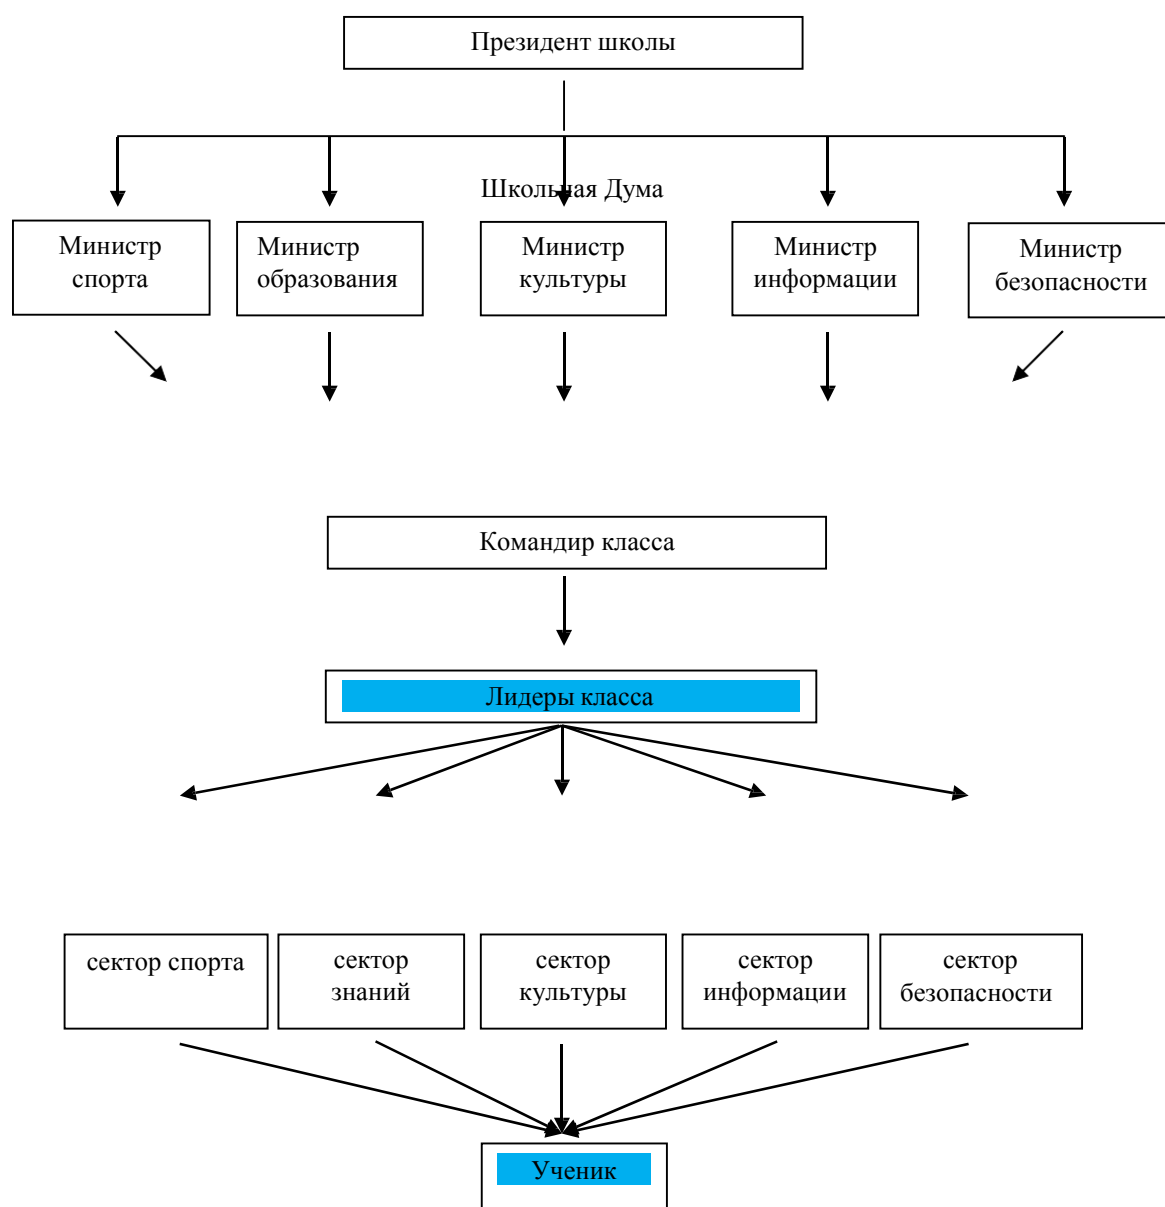 Президент школы
Школьная Дума
Министр
спорта
Министр
образования
Министр
культуры
Министр
информации
Министр
безопасности
Командир класса
Лидеры класса
сектор спорта
сектор
знаний
сектор
культуры
сектор
информации
сектор
безопасности
Ученик